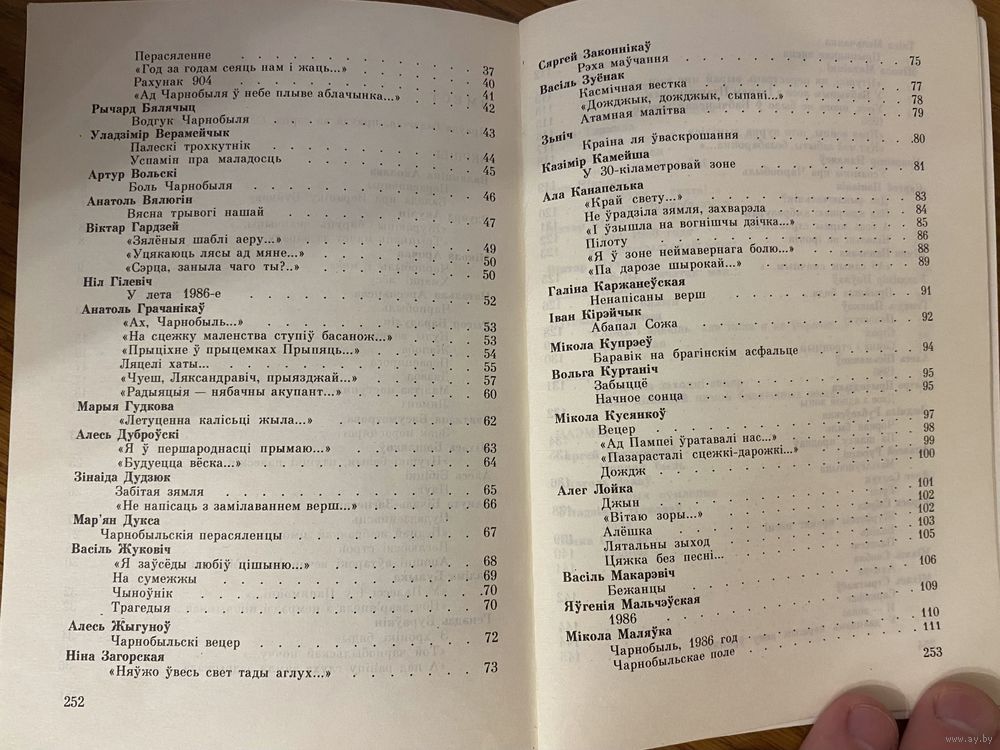 Перасяленне . . . . . . . . . 37
«Год за годам сеяць нам і жаць...» . . . . 40
Рахунак 904 . . . . . . . . . 41
«Ад Чарнобыля ў небе плыве аблачынка...» . . 42
Рычард Бялячыц
Водгук Чарнобыля . . . . . . . 43
Уладзімір Верамейчык
Палескі трохкутнік . . . . . . . 44
Успамін пра маладосць . . . . . . 45
Артур Вольскі
Боль Чарнобыля . . . . . . . . 46
Анатоль Вялюгін
Вясна трывогі нашай . . . . . . . 47
Віктар Гардзей
«Зялёныя шаблі аеру...» . . . . . . 49
«Уцякаюць лясы ад мяне...» . . . . . 50
«Сэрца, заныла чаго ты?..» . . . . . 50
Ніл Гілевіч
У лета 1986-е . . . . . . . . 52
Анатоль Грачанікаў
«Ах, Чарнобыль...» . . . . . . . 53
«На сцежку маленства ступіў басанож...» . . 53
«Прыціхне ў прыцемках Прыпяць...» . . . 54
Ляцелі хаты... . . . . . . . . 55
«Чуеш, Ляксандравіч, прыязджай...» . . . 57
«Радыяцыя — нябачны акупант...» . . . . 60
Марыя Гудкова
«Летуценна калісьці жыла...» . . . . . 62
Алесь Дуброўскі
«Я ў першароднасці прымаю...» . . . . 63
«Будуецца вёска...» . . . . . . . 64
Зінаіда Дудзюк
Забітая зямля . . . . . . . . 65
«Не напісаць з замілаваннем верш...» . . . 66
Мар’ян Дукса
Чарнобыльскія перасяленцы . . . . . 67
Васіль Жуковіч
«Я заўсёды любіў цішыню...» . . . . . 68
На сумежжы . . . . . . . . . 69
Чыноўнік . . . . . . . . . . 70
Трагедыя . . . . . . . . . . 70
Алесь Жыгуноў
Чарнобыльскі вецер . . . . . . . 72
Ніна Загорская
«Няўжо ўвесь свет тады аглух...» . . . . 73
252
Сяргей Законнікаў
Рэха маўчання . . . . . . . . 75
Васіль Зуёнак
Касмічная вестка . . . . . . . 77
«Дожджык, дожджык, сыпані...» . . . . 78
Атамная малітва . . . . . . . . 79
Зьніч
Краіна ля ўваскрошання . . . . . . 80
Казімір Камейша
У 30-кіламетровай зоне . . . . . . 81
Ала Канапелька
«Край свету...» . . . . . . . . 83
Не ўрадзіла зямля, захварэла . . . . . 84
«І ўзышла на вогнішчы дзічка...» . . . . 85
Пілоту . . . . . . . . . . 86
«Я ў зоне неймавернага болю...» . . . . 88
«Па дарозе шырокай...» . . . . . . 89
Галіна Каржанеўская
Ненапісаны верш . . . . . . . 91
Іван Кірэйчык
Абапал Сожа . . . . . . . . . 92
Мікола Купрэеў
Баравік на брагінскім асфальце . . . . 94
Вольга Куртаніч
Забыццё . . . . . . . . . . 95
Начное сонца . . . . . . . . . 95
Мікола Кусянкоў
Вецер . . . . . . . . . . 97
«Ад Пампеі ўратавалі нас...» . . . . . 98
«Пазарасталі сцежкі-дарожкі...» . . . . 99
Дождж . . . . . . . . . . 100
Алег Лойка
Джын . . . . . . . . . . 101
«Вітаю зоры...» . . . . . . . . 102
Алёшка . . . . . . . . . . 102
Лятальны зыход . . . . . . . . 103
Цяжка без песні... . . . . . . . 105
Васіль Макарэвіч
Бежанцы . . . . . . . . . . 106
Яўгенія Мальчэўская
1986 . . . . . . . . . . . 109
Мікола Маляўка
Чарнобыль, 1986 год . . . . . . . 110
Чарнобыльскае поле . . . . . . . 111
253
www.ay.by